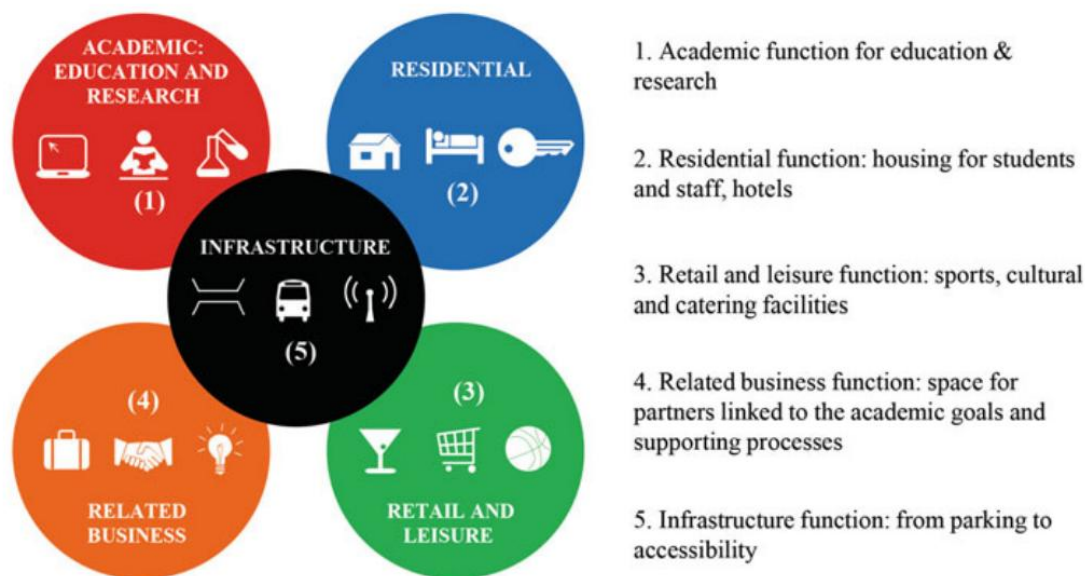 ACADEMIC:
EDUCATION AND
RESEARCH
(1)
RESIDENTIAL
(2)
INFRASTRUCTURE
(5)
(4)
RELATED
BUSINESS
(3)
RETAIL AND
LEISURE
1. Academic function for education &
research
2. Residential function: housing for students
and staff, hotels
3. Retail and leisure function: sports, cultural
and catering facilities
4. Related business function: space for
partners linked to the academic goals and
supporting processes
5. Infrastructure function: from parking to
accessibility